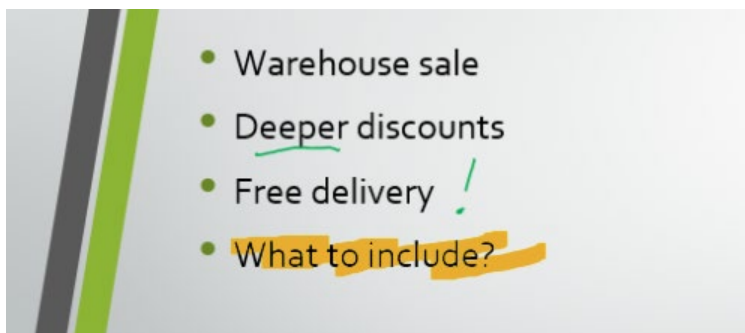 • Warehouse sale
• Deeper discounts
• Free delivery !
• What to include?